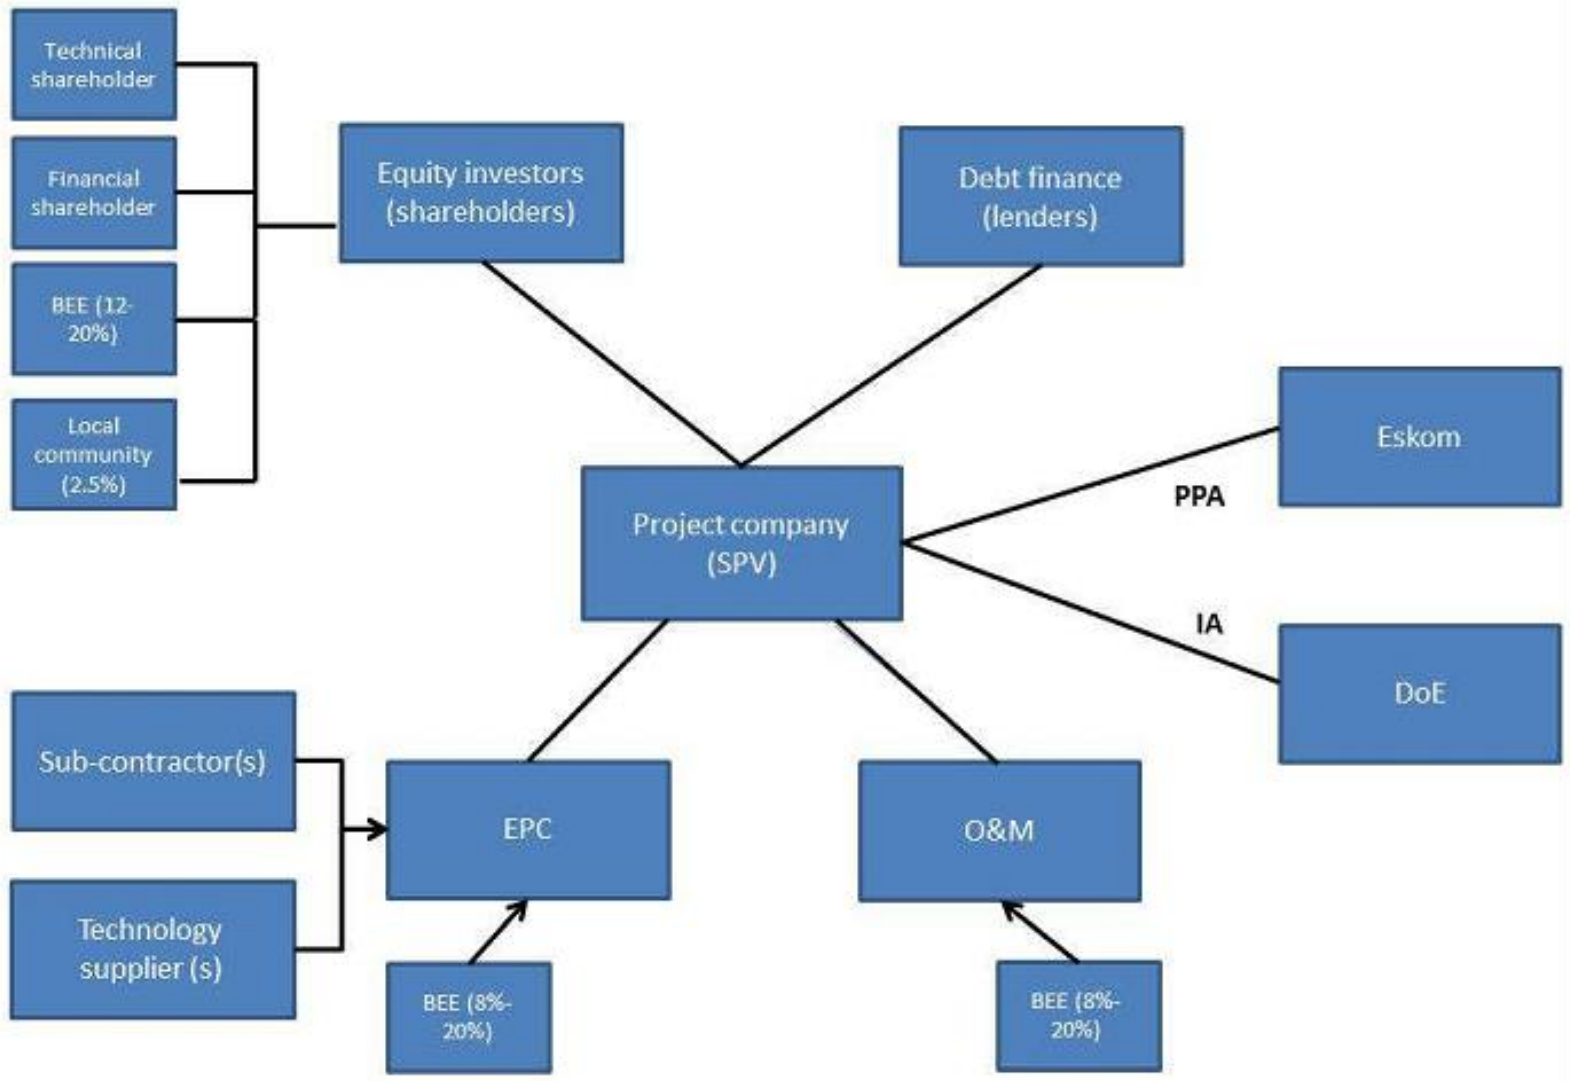 Technical
shareholder
Financial
shareholder
BEE (12-
20%)
Local
community
(2.5%)
Equity investors
(shareholders)
Debt finance
(lenders)
Project company
(SPV)
Eskom
PPA
IA
DoE
Sub-contractor(s)
Technology
supplier (s)
EPC
O&M
BEE (8%-
20%)
BEE (8%-
20%)